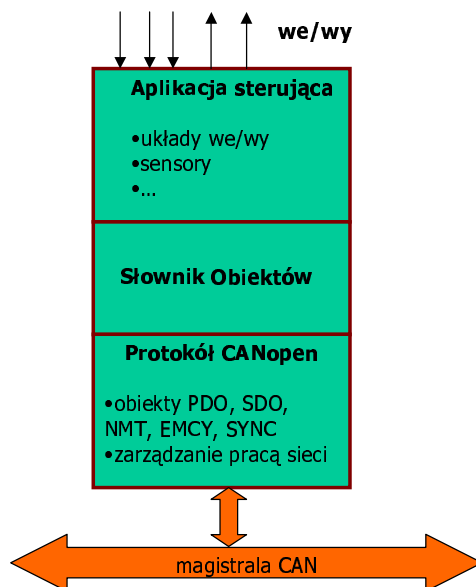 we/wy
Aplikacja sterująca
•układy we/wy
•sensory
•...
Słownik Obiektów
Protokół CANopen
•obiekty PDO, SDO,
NMT, EMCY, SYNC
•zarządzanie pracą sieci
magistrala CAN